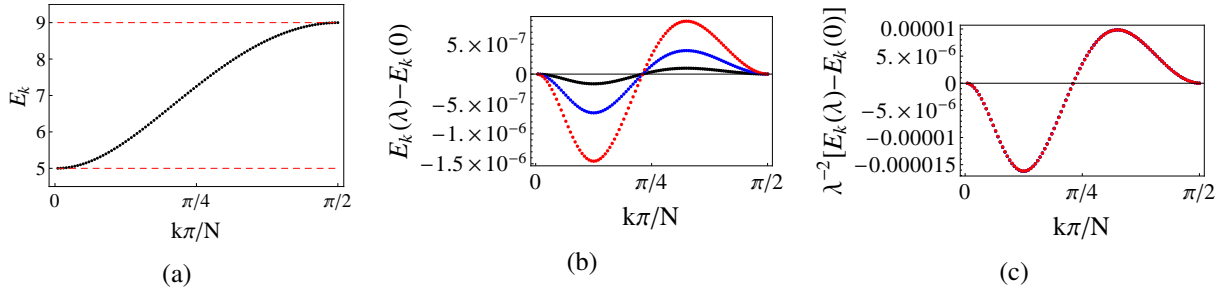 9
8
7
6
5
E_k
0
π/4
π/2
kπ/N
(a)
5.×10⁻⁷
0
−5.×10⁻⁷
−1.×10⁻⁶
−1.5×10⁻⁶
E_k(λ)−E_k(0)
0
π/4
π/2
kπ/N
(b)
0.00001
5.×10⁻⁶
0
−5.×10⁻⁶
−0.00001
−0.000015
λ⁻²[E_k(λ)−E_k(0)]
0
π/4
π/2
kπ/N
(c)